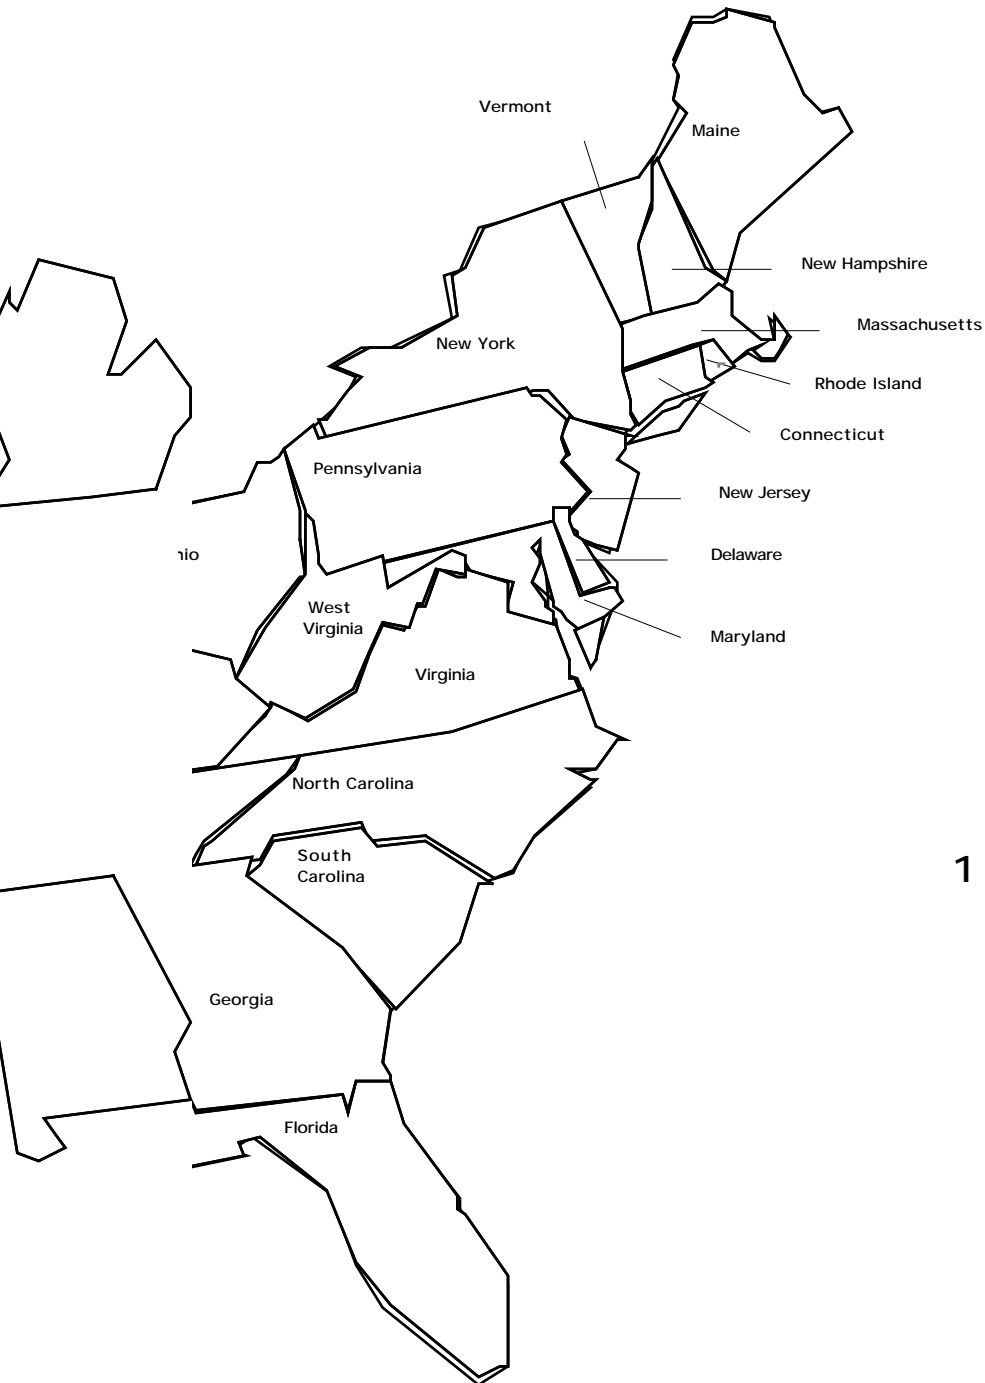 Vermont
Maine
New Hampshire
Massachusetts
New York
Rhode Island
Connecticut
Pennsylvania
New Jersey
Delaware
West
Virginia
Maryland
Virginia
North Carolina
South
Carolina
1
Georgia
Florida